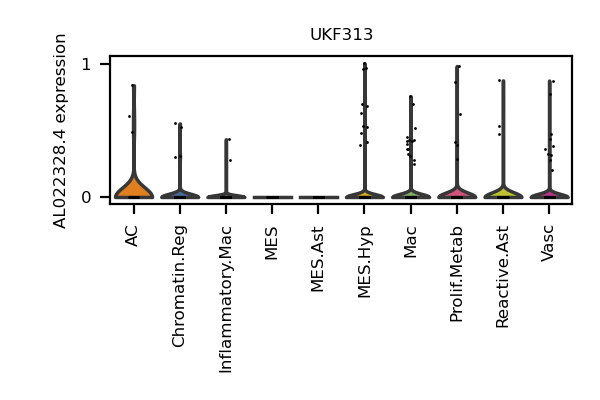 UKF313
AL022328.4 expression
1
0
AC
Chromatin.Reg
Inflammatory.Mac
MES
MES.Ast
MES.Hyp
Mac
Prolif.Metab
Reactive.Ast
Vasc